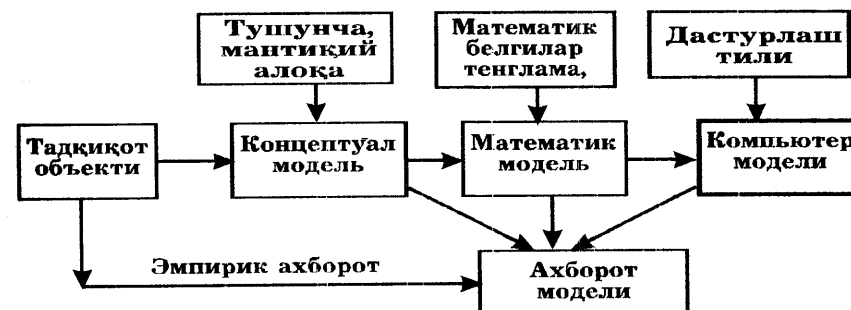 Тушунча,
мантиқий
алоқа
Математик
белгилар
тенглама,
Дастурлаш
тили
Тадқиқот
объекти
Концептуал
модель
Математик
модель
Компьютер
модели
Эмпирик ахборот
Ахборот
модели